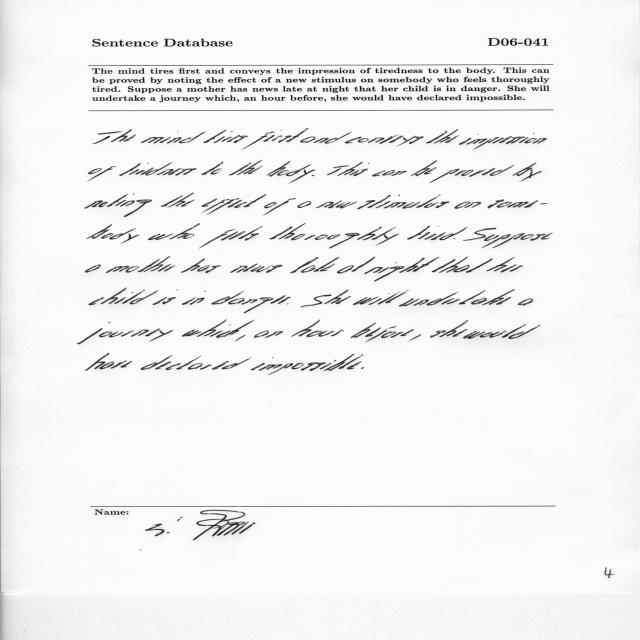 Sentence Database D06-041
The mind tires first and conveys the impression of tiredness to the body. This can
be proved by noting the effect of a new stimulus on somebody who feels thoroughly
tired. Suppose a mother has news late at night that her child is in danger. She will
undertake a journey which, an hour before, she would have declared impossible.
The mind tires first and conveys the impression
of tiredness to the body. This can be proved by
noting the effect of a new stimulus on some-
body who feels thoroughly tired. Suppose
a mother has news late at night that her
child is in danger. She will undertake a
journey which, an hour before, she would
have declared impossible.
Name:
4